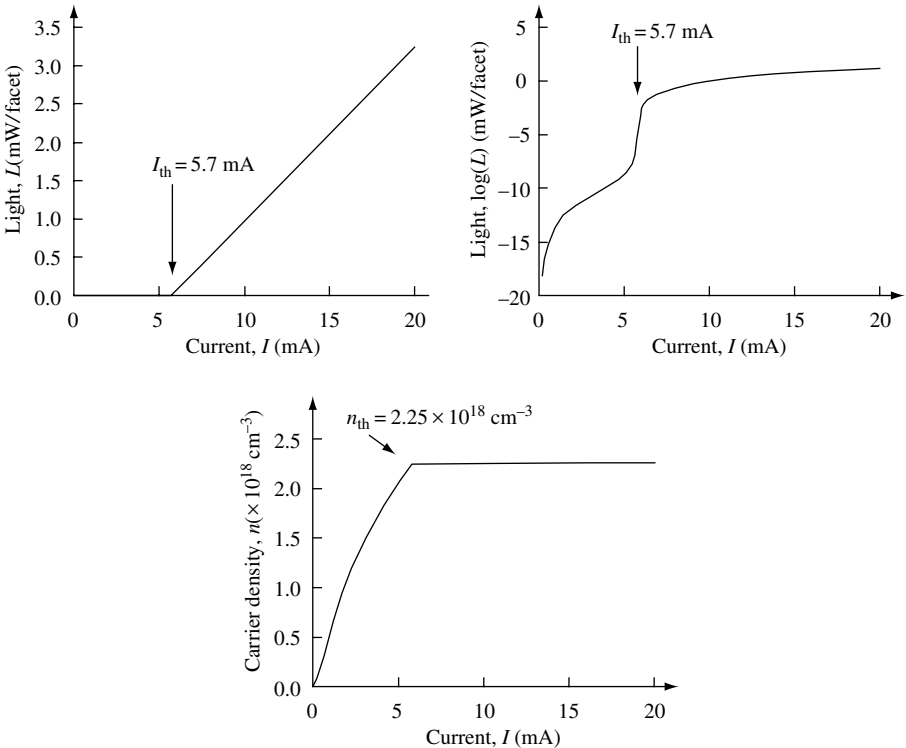 Light, L(mW/facet)
3.5
3.0
2.5
2.0
1.5
1.0
0.5
0.0
I_th = 5.7 mA
0 5 10 15 20
Current, I (mA)
Light, log(L) (mW/facet)
5
0
–5
–10
–15
–20
I_th = 5.7 mA
0 5 10 15 20
Current, I (mA)
Carrier density, n(× 10^18 cm^–3)
2.5
2.0
1.5
1.0
0.5
0.0
n_th = 2.25 × 10^18 cm^–3
0 5 10 15 20
Current, I (mA)